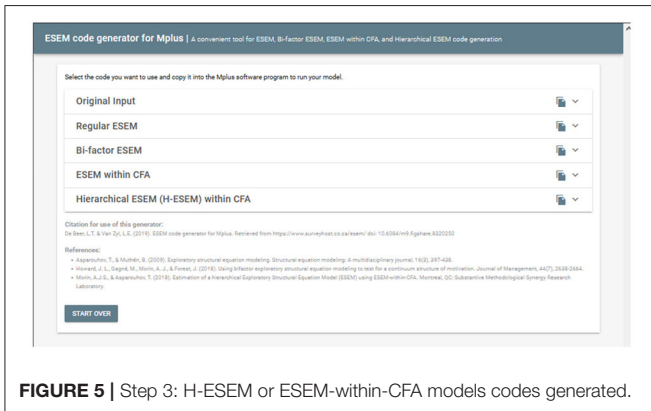 ESEM code generator for Mplus | A convenient tool for ESEM, Bi-factor ESEM, ESEM within CFA, and Hierarchical ESEM code generation
Select the code you want to use and copy it into the Mplus software program to run your model.
Original Input
Regular ESEM
Bi-factor ESEM
ESEM within CFA
Hierarchical ESEM (H-ESEM) within CFA
Citation for use of this generator:
De Beer, L.T. & Van Zyl, L.E. (2019). ESEM code generator for Mplus. Retrieved from https://www.surveyhost.co.za/esem/ doi: 10.6084/m9.figshare.8320250
References:
• Asparouhov, T., & Muthén, B. (2009). Exploratory structural equation modeling. Structural equation modeling: A multidisciplinary journal, 16(3), 397-438.
• Howard, J. L., Gagné, M., Morin, A. J., & Forest, J. (2018). Using bifactor exploratory structural equation modeling to test for a continuum structure of motivation. Journal of Management, 44(7), 2638-2664.
• Morin, A.J.S., & Asparouhov, T. (2018). Estimation of a hierarchical Exploratory Structural Equation Model (ESEM) using ESEM-within-CFA. Montreal, QC: Substantive Methodological Synergy Research
Laboratory.
START OVER
FIGURE 5 | Step 3: H-ESEM or ESEM-within-CFA models codes generated.